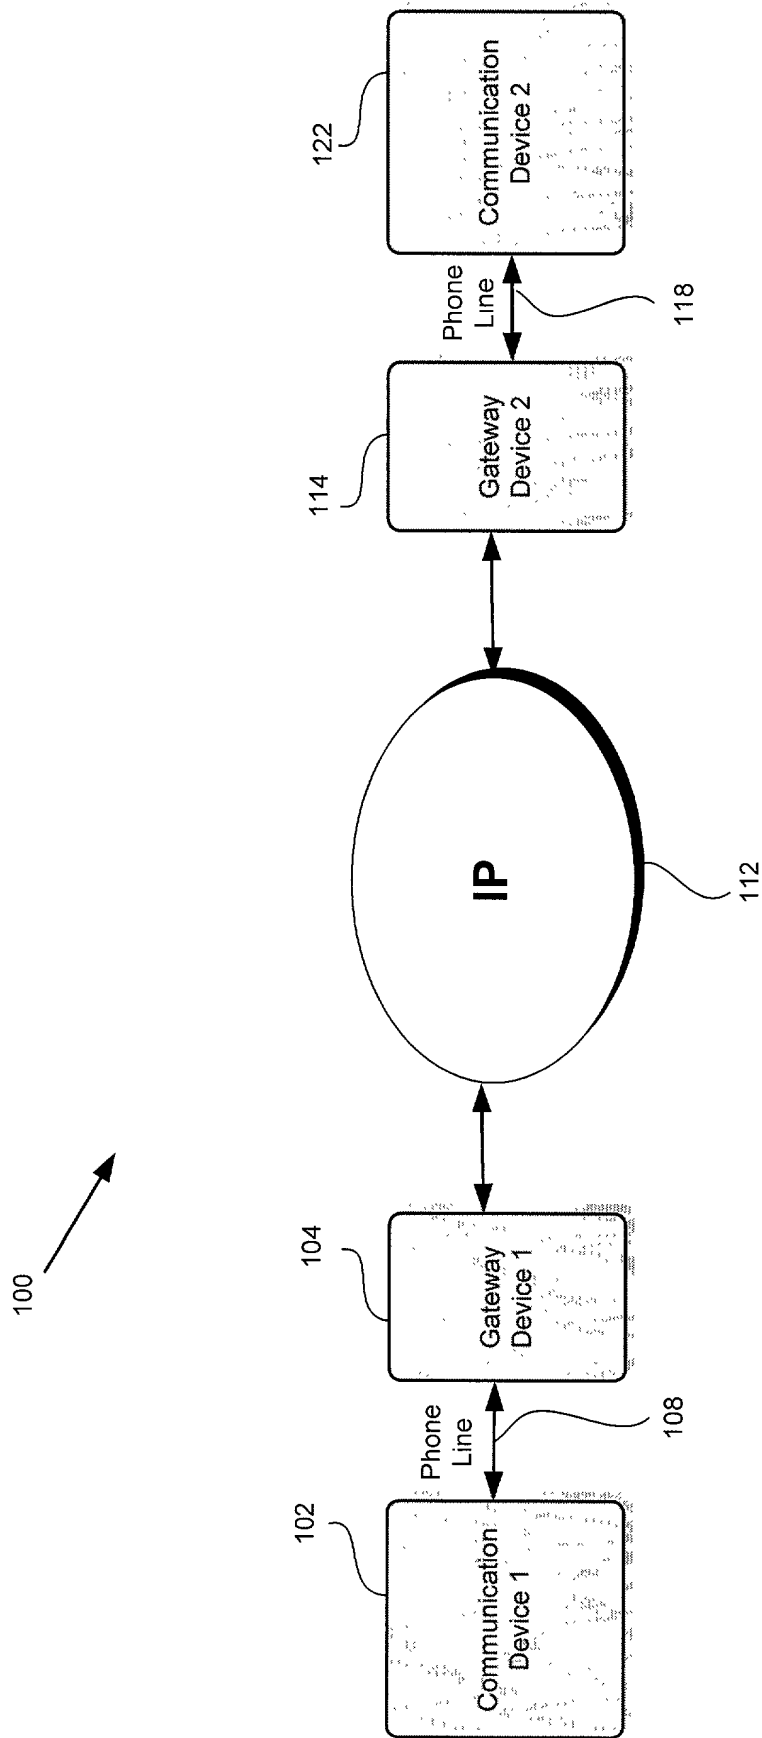 100
102
Communication
Device 1
Phone
Line
108
104
Gateway
Device 1
IP
112
114
Gateway
Device 2
Phone
Line
118
122
Communication
Device 2